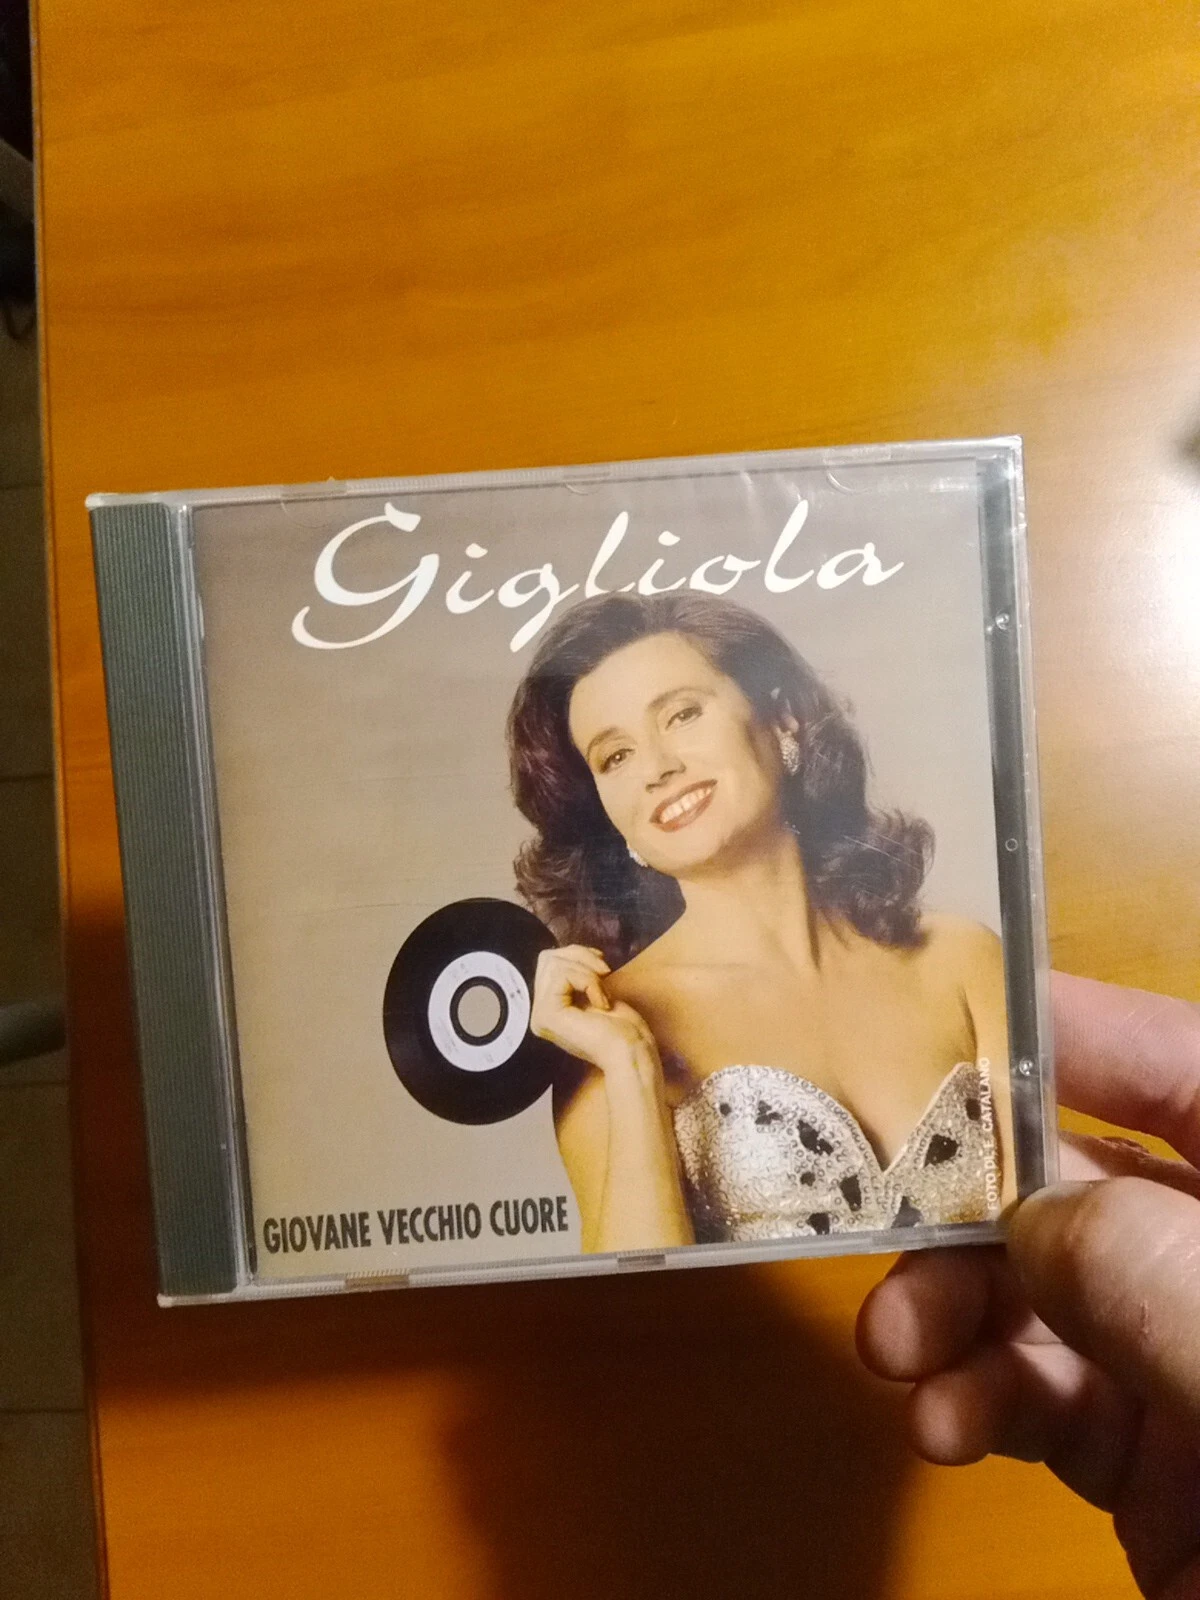 Gigliola
GIOVANE VECCHIO CUORE
FOTO DI E. CATALANO